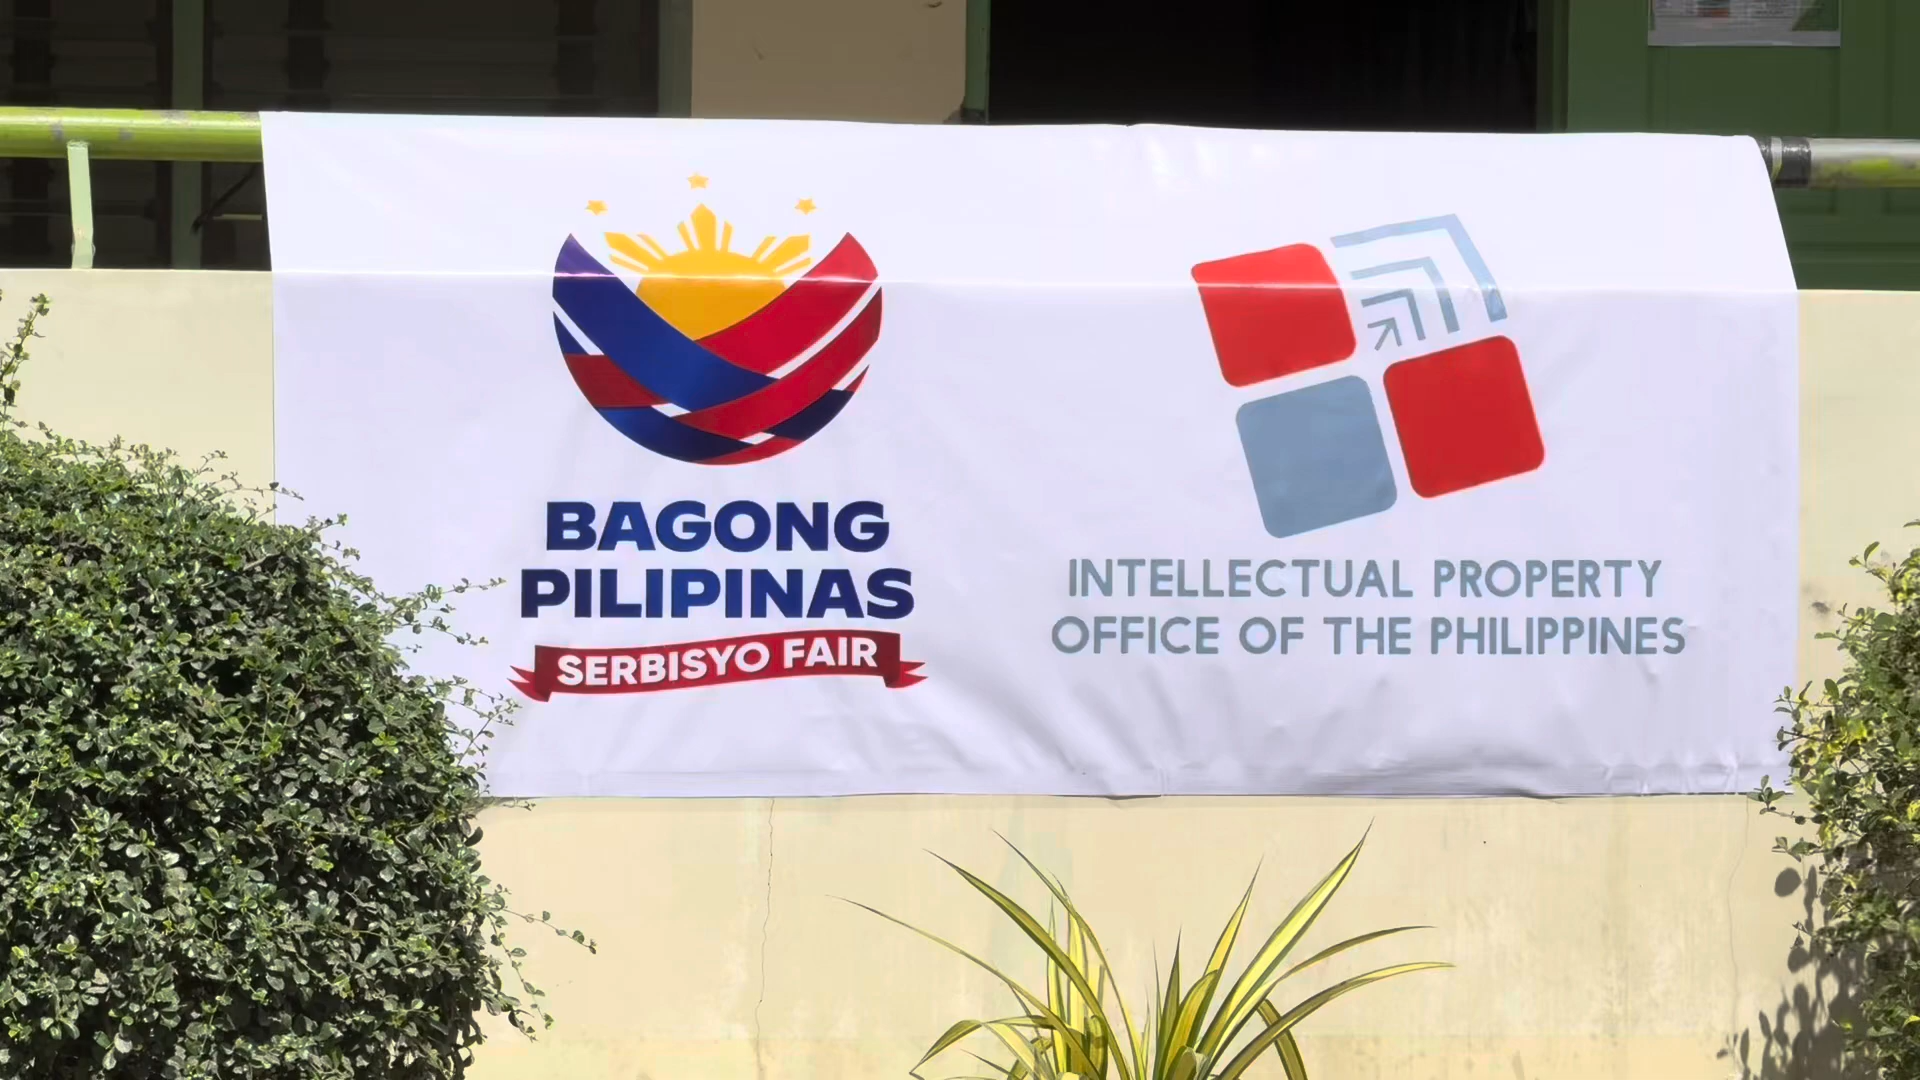 BAGONG
PILIPINAS
SERBISYO FAIR
INTELLECTUAL PROPERTY
OFFICE OF THE PHILIPPINES